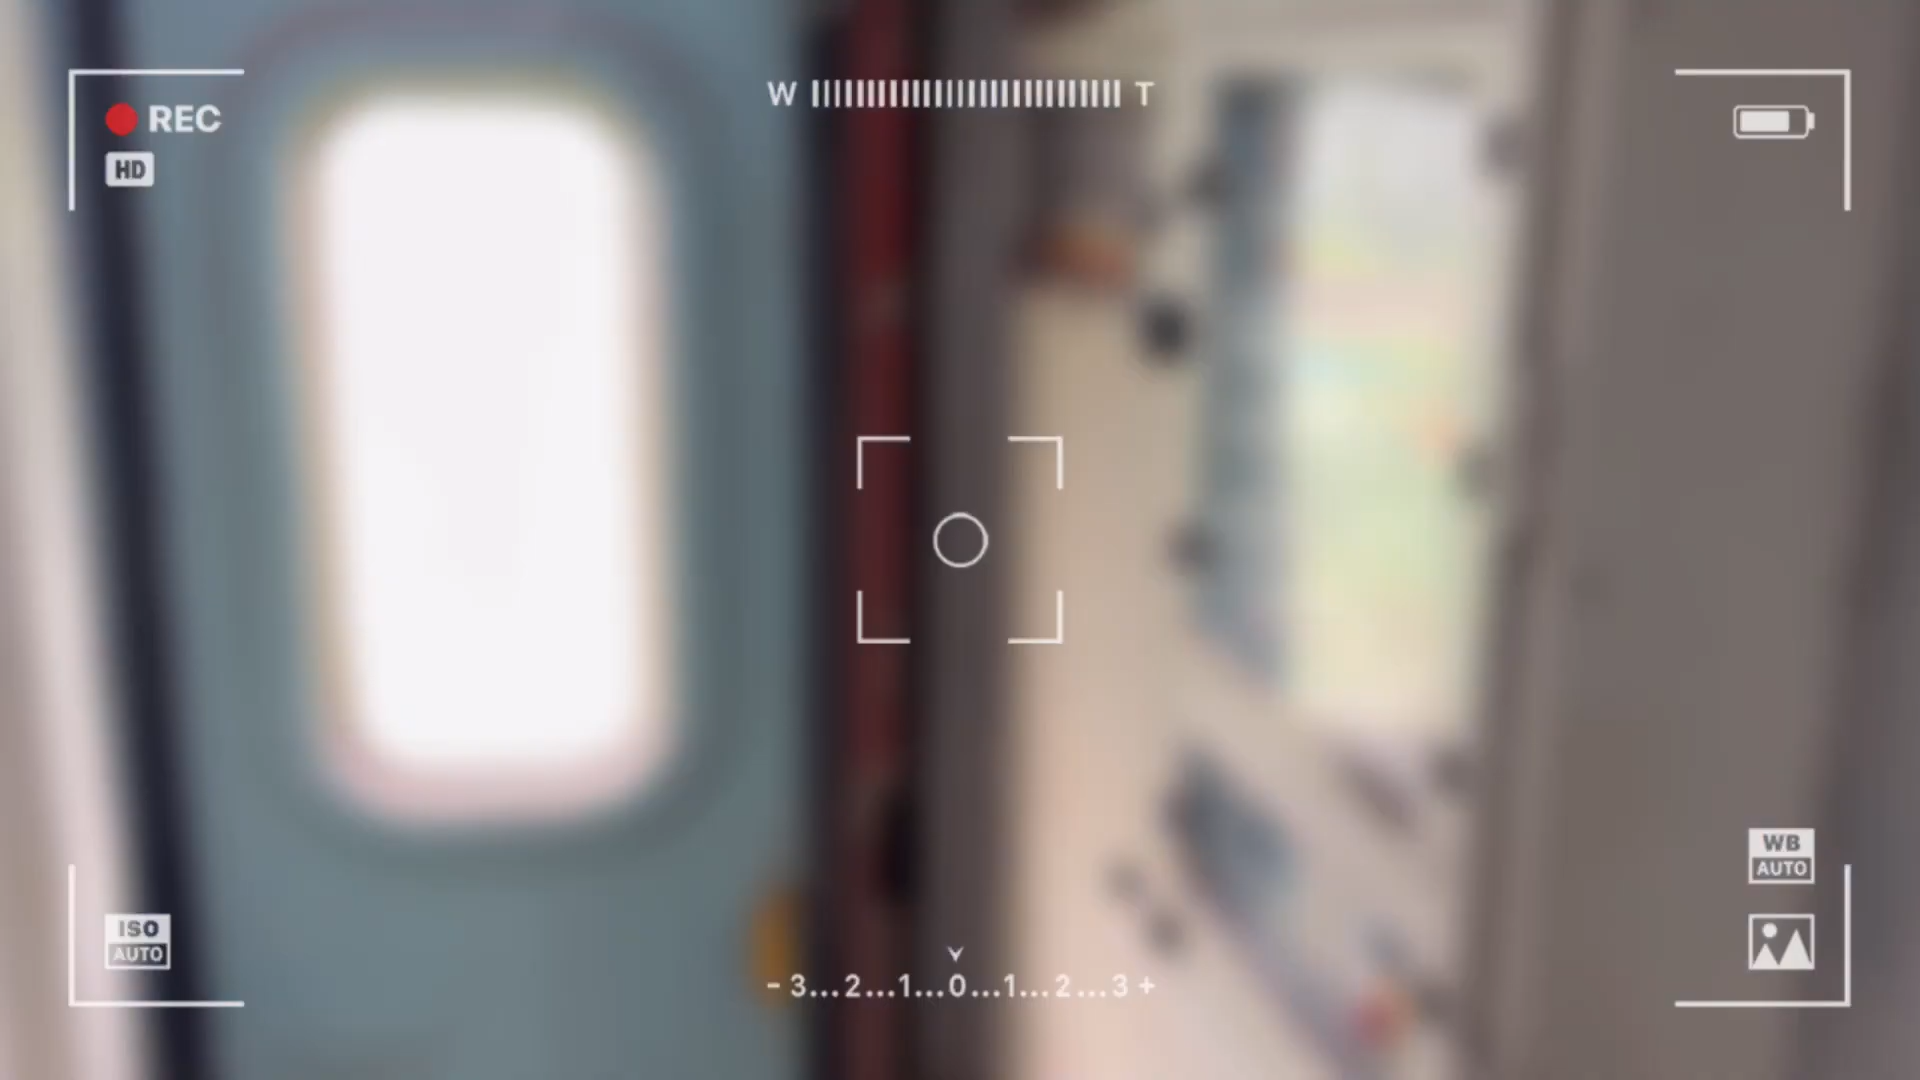 REC
HD
W T
ISO
AUTO
WB
AUTO
- 3...2...1...0...1...2...3 +